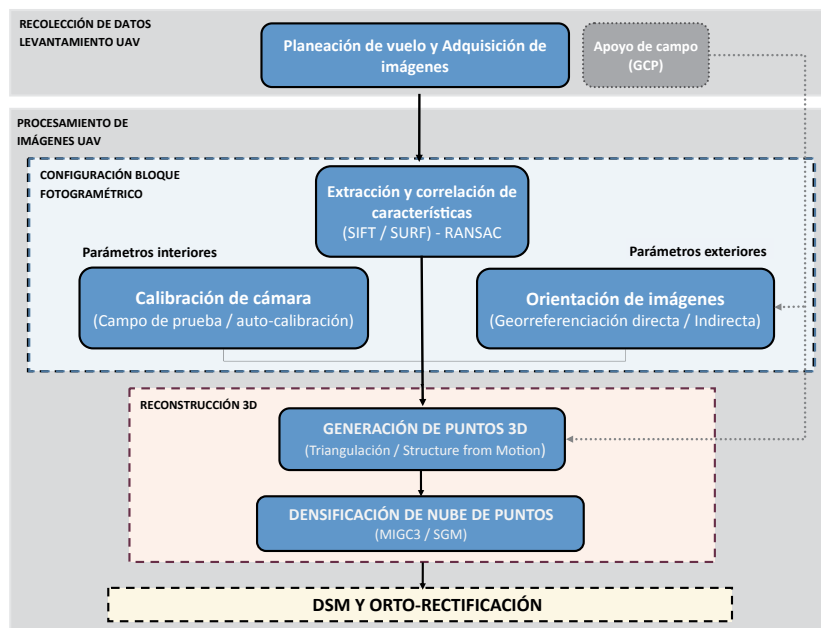 RECOLECCIÓN DE DATOS
LEVANTAMIENTO UAV
Planeación de vuelo y Adquisición de
imágenes
Apoyo de campo
(GCP)
PROCESAMIENTO DE
IMÁGENES UAV
CONFIGURACIÓN BLOQUE
FOTOGRAMÉTRICO
Extracción y correlación de
características
(SIFT / SURF) - RANSAC
Parámetros interiores
Parámetros exteriores
Calibración de cámara
(Campo de prueba / auto-calibración)
Orientación de imágenes
(Georreferenciación directa / Indirecta)
RECONSTRUCCIÓN 3D
GENERACIÓN DE PUNTOS 3D
(Triangulación / Structure from Motion)
DENSIFICACIÓN DE NUBE DE PUNTOS
(MIGC3 / SGM)
DSM Y ORTO-RECTIFICACIÓN